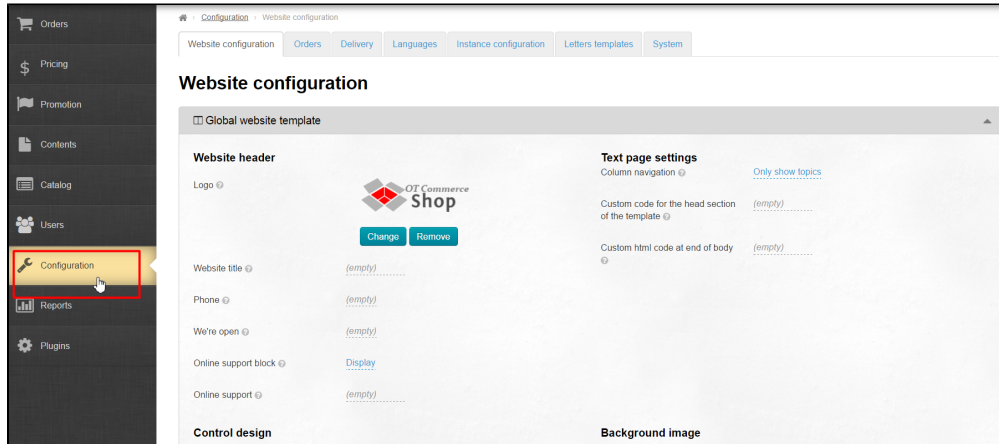 Orders
Pricing
Promotion
Contents
Catalog
Users
Configuration
Reports
Plugins
Configuration Website configuration
Website configuration Orders Delivery Languages Instance configuration Letters templates System
Website configuration
Global website template
Website header
Logo
OT Commerce
Shop
Change Remove
Website title (empty)
Phone (empty)
We're open (empty)
Online support block Display
Online support (empty)
Control design
Text page settings
Column navigation Only show topics
Custom code for the head section (empty)
of the template
Custom html code at end of body (empty)
Background image